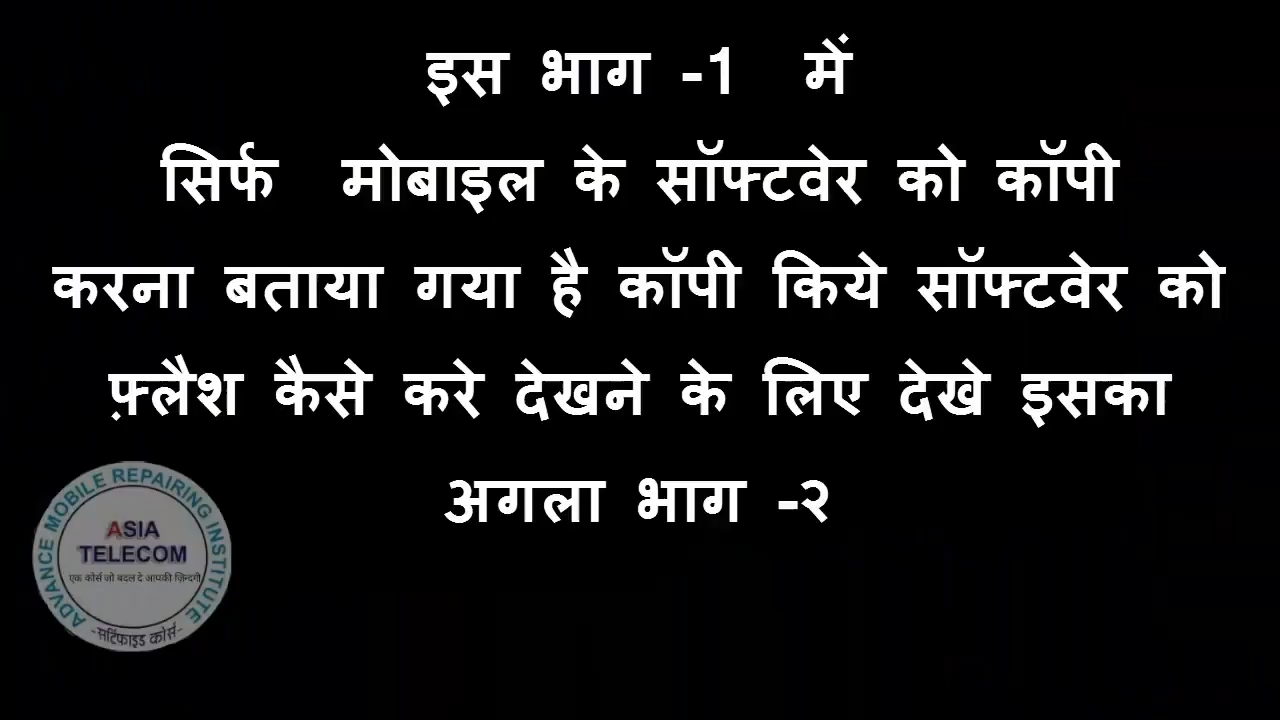 इस भाग -1 में
सिर्फ मोबाइल के सॉफ्टवेर को कॉपी
करना बताया गया है कॉपी किये सॉफ्टवेर को
फ़्लैश कैसे करे देखने के लिए देखे इसका
अगला भाग -२
ADVANCE MOBILE REPAIRING INSTITUTE
ASIA
TELECOM
एक कोर्स जो बदल दे आपकी ज़िन्दगी
-सर्टिफाइड कोर्स-